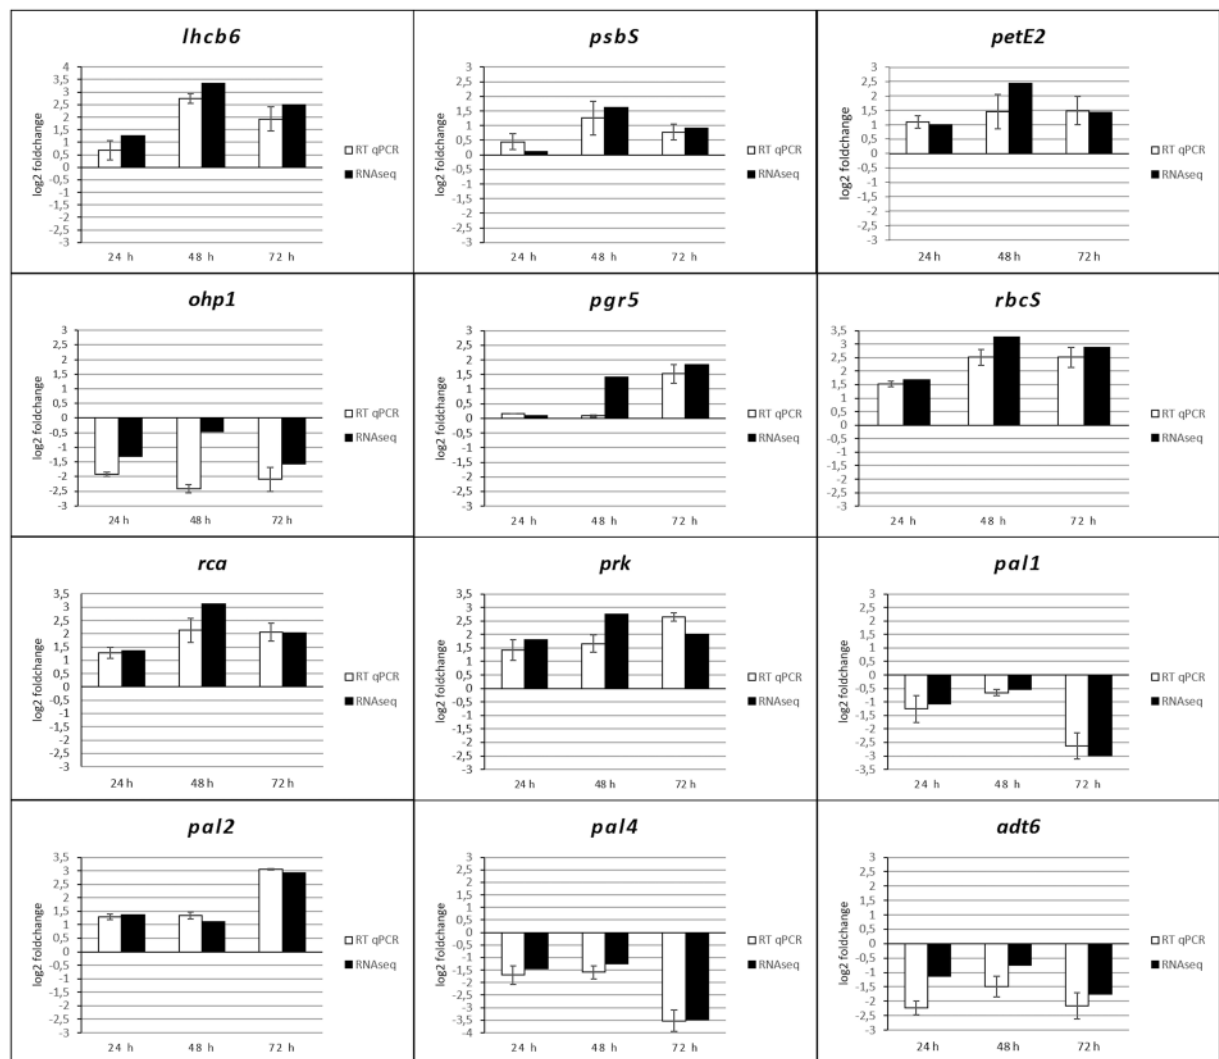 lhcb6
log2 foldchange
4
3,5
3
2,5
2
1,5
1
0,5
0
-0,5
-1
-1,5
-2
-2,5
-3
24 h 48 h 72 h
RT qPCR
RNAseq
psbS
log2 foldchange
3
2,5
2
1,5
1
0,5
0
-0,5
-1
-1,5
-2
-2,5
-3
24 h 48 h 72 h
RT qPCR
RNAseq
petE2
log2 foldchange
3
2,5
2
1,5
1
0,5
0
-0,5
-1
-1,5
-2
-2,5
-3
24 h 48 h 72 h
RT qPCR
RNAseq
ohp1
log2 foldchange
3
2,5
2
1,5
1
0,5
0
-0,5
-1
-1,5
-2
-2,5
-3
24 h 48 h 72 h
RT qPCR
RNAseq
pgr5
log2 foldchange
3
2,5
2
1,5
1
0,5
0
-0,5
-1
-1,5
-2
-2,5
-3
24 h 48 h 72 h
RT qPCR
RNAseq
rbcS
log2 foldchange
3,5
3
2,5
2
1,5
1
0,5
0
-0,5
-1
-1,5
-2
-2,5
-3
24 h 48 h 72 h
RT qPCR
RNAseq
rca
log2 foldchange
3,5
3
2,5
2
1,5
1
0,5
0
-0,5
-1
-1,5
-2
-2,5
-3
24 h 48 h 72 h
RT qPCR
RNAseq
prk
log2 foldchange
3,5
3
2,5
2
1,5
1
0,5
0
-0,5
-1
-1,5
-2
-2,5
-3
24 h 48 h 72 h
RT qPCR
RNAseq
pal1
log2 foldchange
3
2,5
2
1,5
1
0,5
0
-0,5
-1
-1,5
-2
-2,5
-3
-3,5
24 h 48 h 72 h
RT qPCR
RNAseq
pal2
log2 foldchange
3,5
3
2,5
2
1,5
1
0,5
0
-0,5
-1
-1,5
-2
-2,5
-3
24 h 48 h 72 h
RT qPCR
RNAseq
pal4
log2 foldchange
3
2,5
2
1,5
1
0,5
0
-0,5
-1
-1,5
-2
-2,5
-3
-3,5
-4
24 h 48 h 72 h
RT qPCR
RNAseq
adt6
log2 foldchange
3
2,5
2
1,5
1
0,5
0
-0,5
-1
-1,5
-2
-2,5
-3
24 h 48 h 72 h
RT qPCR
RNAseq